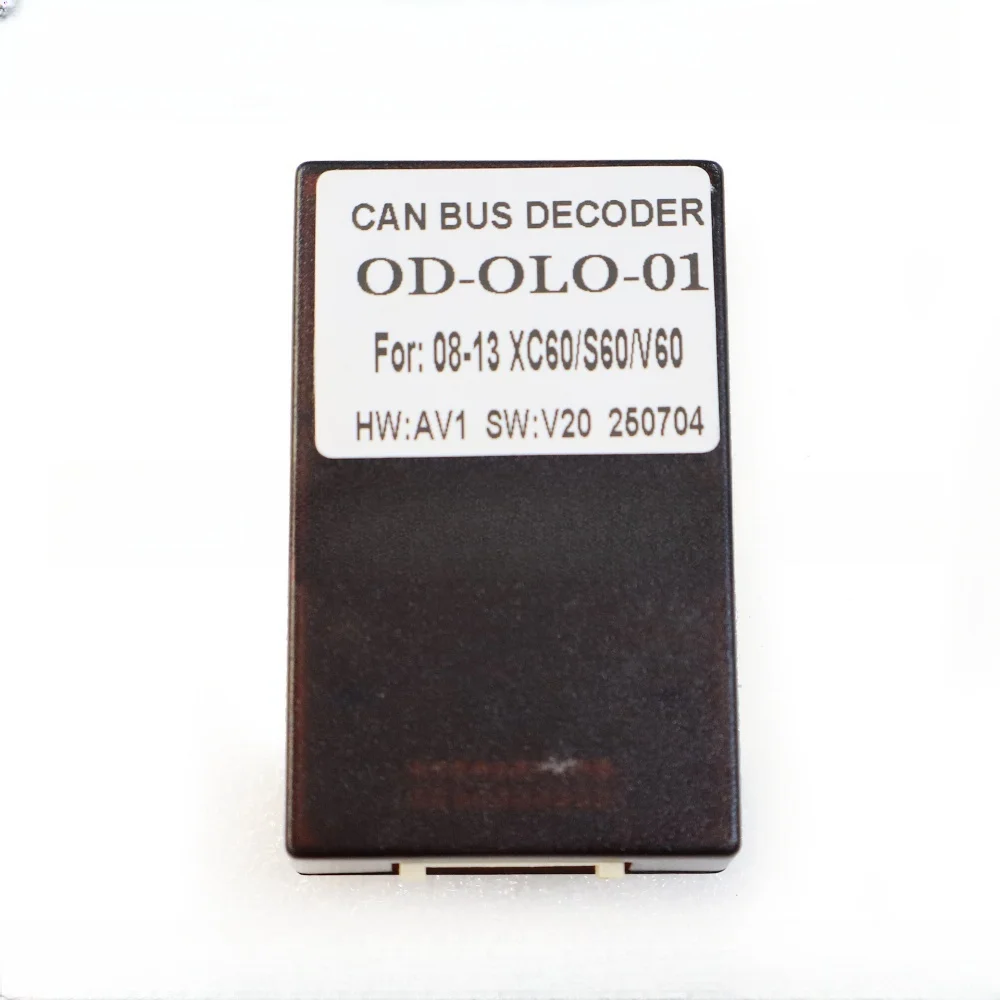 CAN BUS DECODER
OD-OLO-01
For: 08-13 XC60/S60/V60
HW:AV1 SW:V20 250704